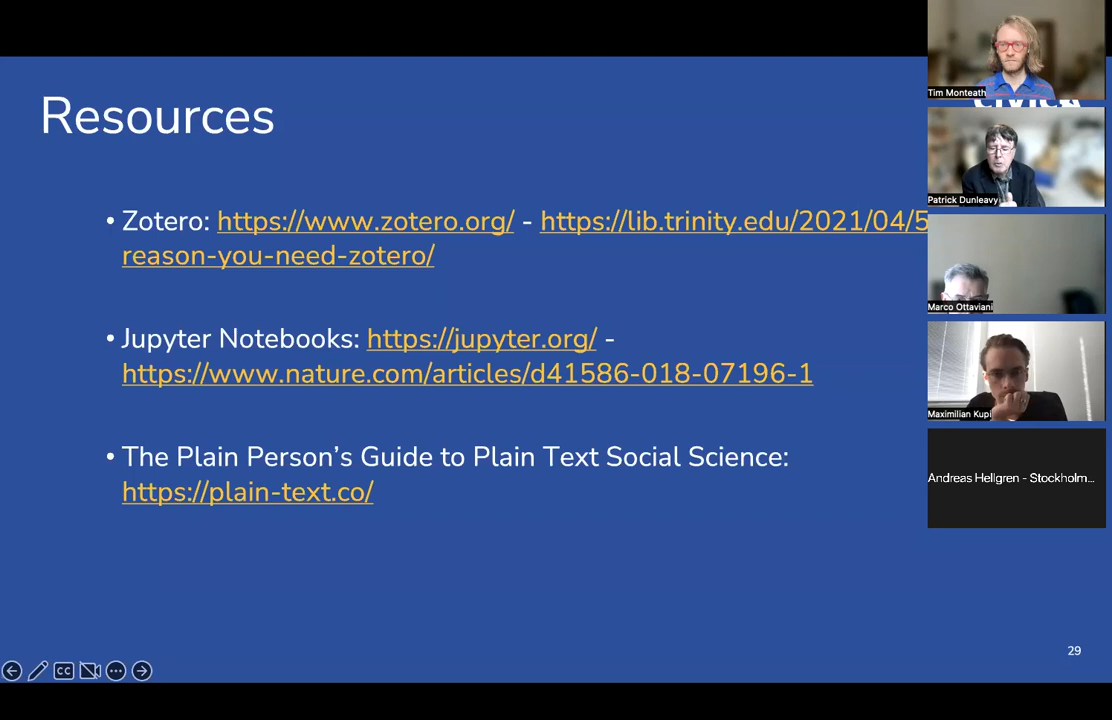 Resources
• Zotero: https://www.zotero.org/ - https://lib.trinity.edu/2021/04/5
reason-you-need-zotero/
• Jupyter Notebooks: https://jupyter.org/ -
https://www.nature.com/articles/d41586-018-07196-1
• The Plain Person’s Guide to Plain Text Social Science:
https://plain-text.co/
29
CC
Tim Monteath
Patrick Dunleavy
Marco Ottaviani
Maximilian Kupi
Andreas Hellgren - Stockholm...